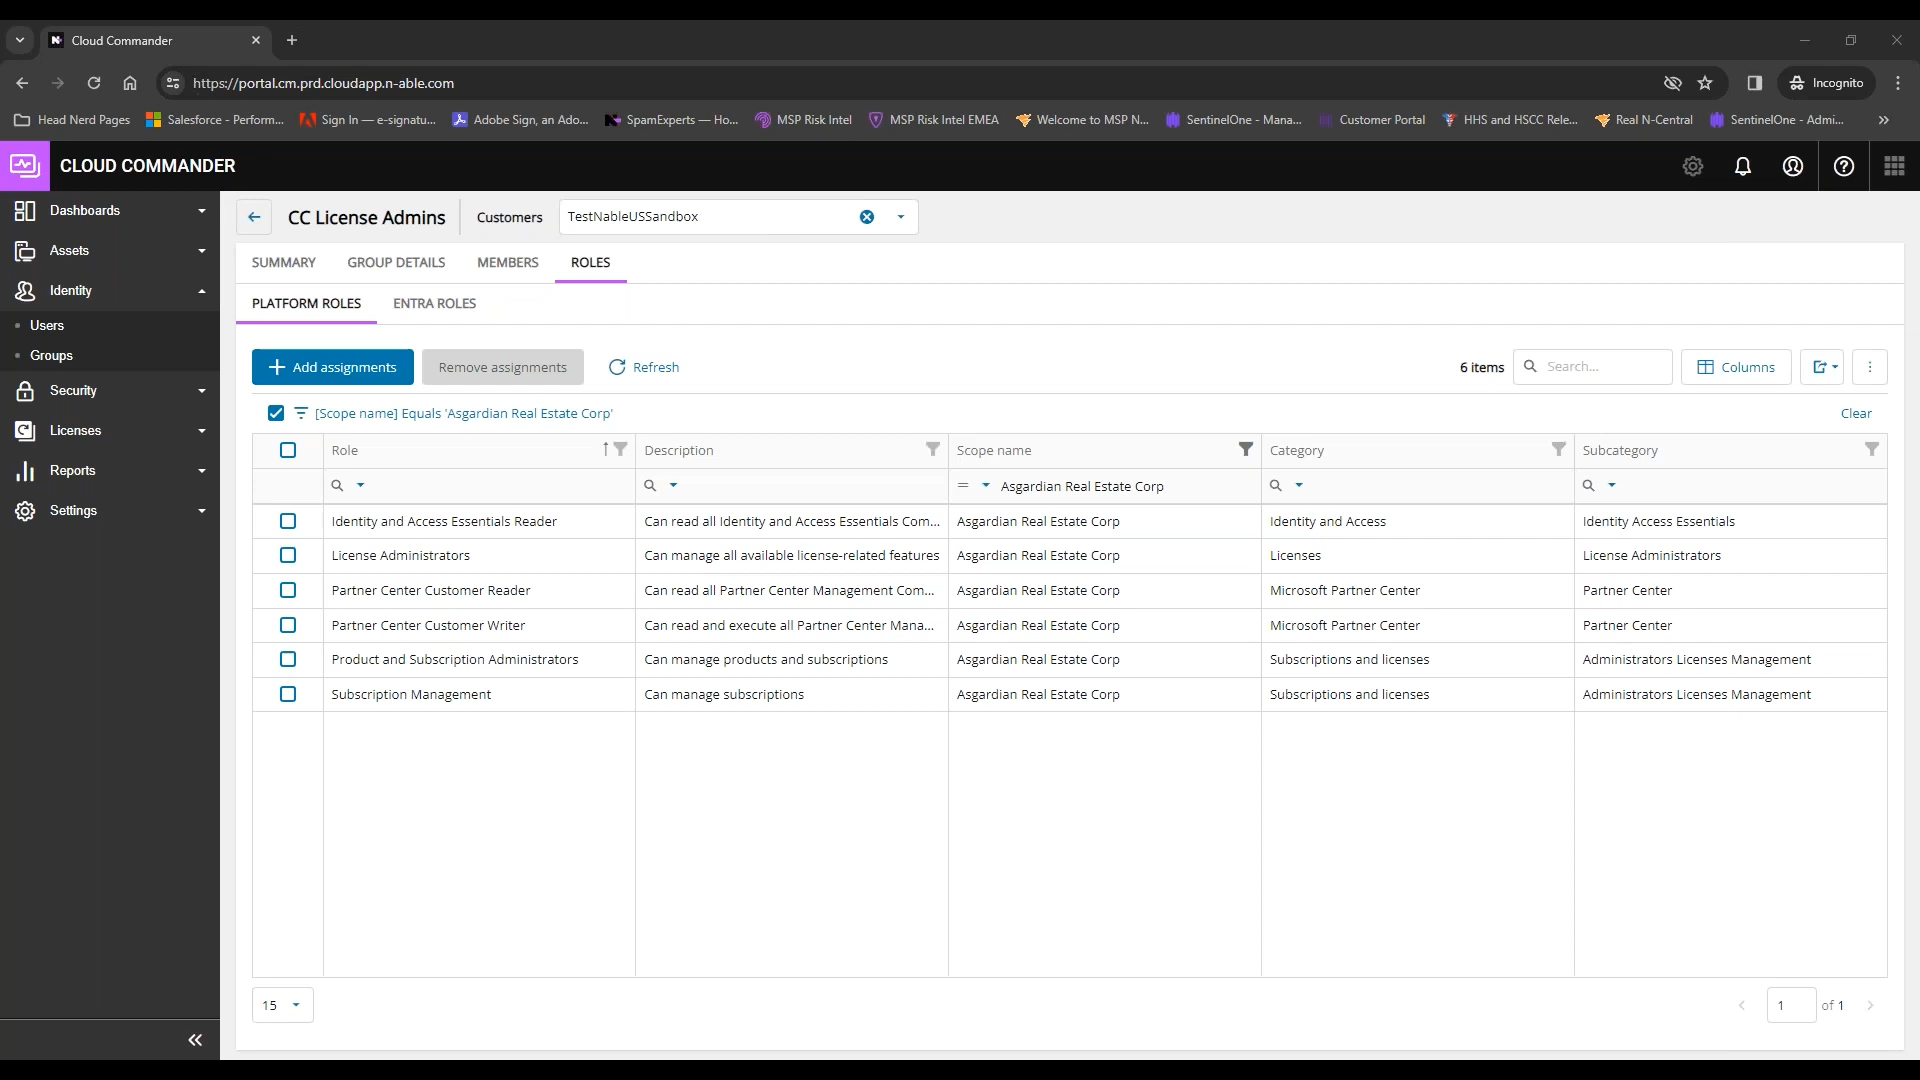 Cloud Commander
https://portal.cm.prd.cloudapp.n-able.com
Incognito
Head Nerd Pages
Salesforce - Perform...
Sign In — e-signatu...
Adobe Sign, an Ado...
SpamExperts — Ho...
MSP Risk Intel
MSP Risk Intel EMEA
Welcome to MSP N...
SentinelOne - Mana...
Customer Portal
HHS and HSCC Rele...
Real N-Central
SentinelOne - Admi...
CLOUD COMMANDER
Dashboards
Assets
Identity
Users
Groups
Security
Licenses
Reports
Settings
CC License Admins
Customers
TestNableUSSandbox
SUMMARY GROUP DETAILS MEMBERS ROLES
PLATFORM ROLES ENTRA ROLES
Add assignments
Remove assignments
Refresh
6 items
Search...
Columns
[Scope name] Equals 'Asgardian Real Estate Corp'
Clear
Role Description Scope name Category Subcategory
= Asgardian Real Estate Corp
Identity and Access Essentials Reader Can read all Identity and Access Essentials Com... Asgardian Real Estate Corp Identity and Access Identity Access Essentials
License Administrators Can manage all available license-related features Asgardian Real Estate Corp Licenses License Administrators
Partner Center Customer Reader Can read all Partner Center Management Com... Asgardian Real Estate Corp Microsoft Partner Center Partner Center
Partner Center Customer Writer Can read and execute all Partner Center Mana... Asgardian Real Estate Corp Microsoft Partner Center Partner Center
Product and Subscription Administrators Can manage products and subscriptions Asgardian Real Estate Corp Subscriptions and licenses Administrators Licenses Management
Subscription Management Can manage subscriptions Asgardian Real Estate Corp Subscriptions and licenses Administrators Licenses Management
15
1 of 1